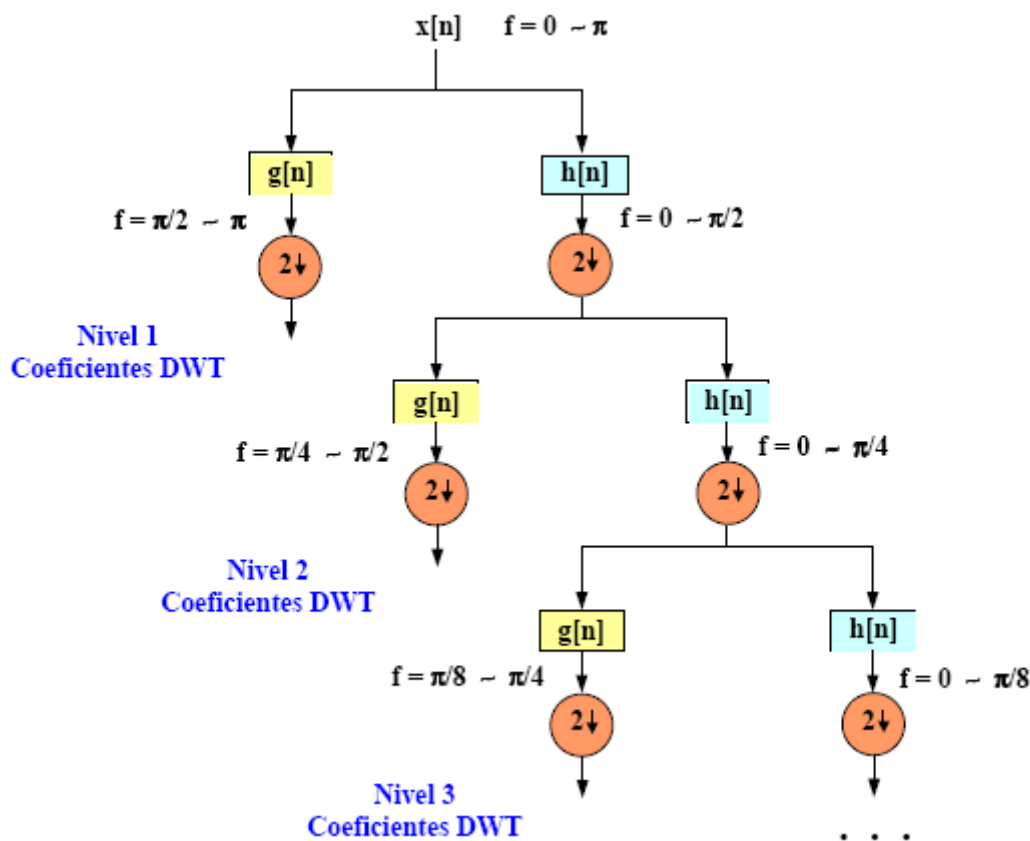 x[n] f = 0 ~ π
g[n] h[n]
f = π/2 ~ π f = 0 ~ π/2
2↓ 2↓
Nivel 1
Coeficientes DWT
g[n] h[n]
f = π/4 ~ π/2 f = 0 ~ π/4
2↓ 2↓
Nivel 2
Coeficientes DWT
g[n] h[n]
f = π/8 ~ π/4 f = 0 ~ π/8
2↓ 2↓
Nivel 3
Coeficientes DWT
. . .